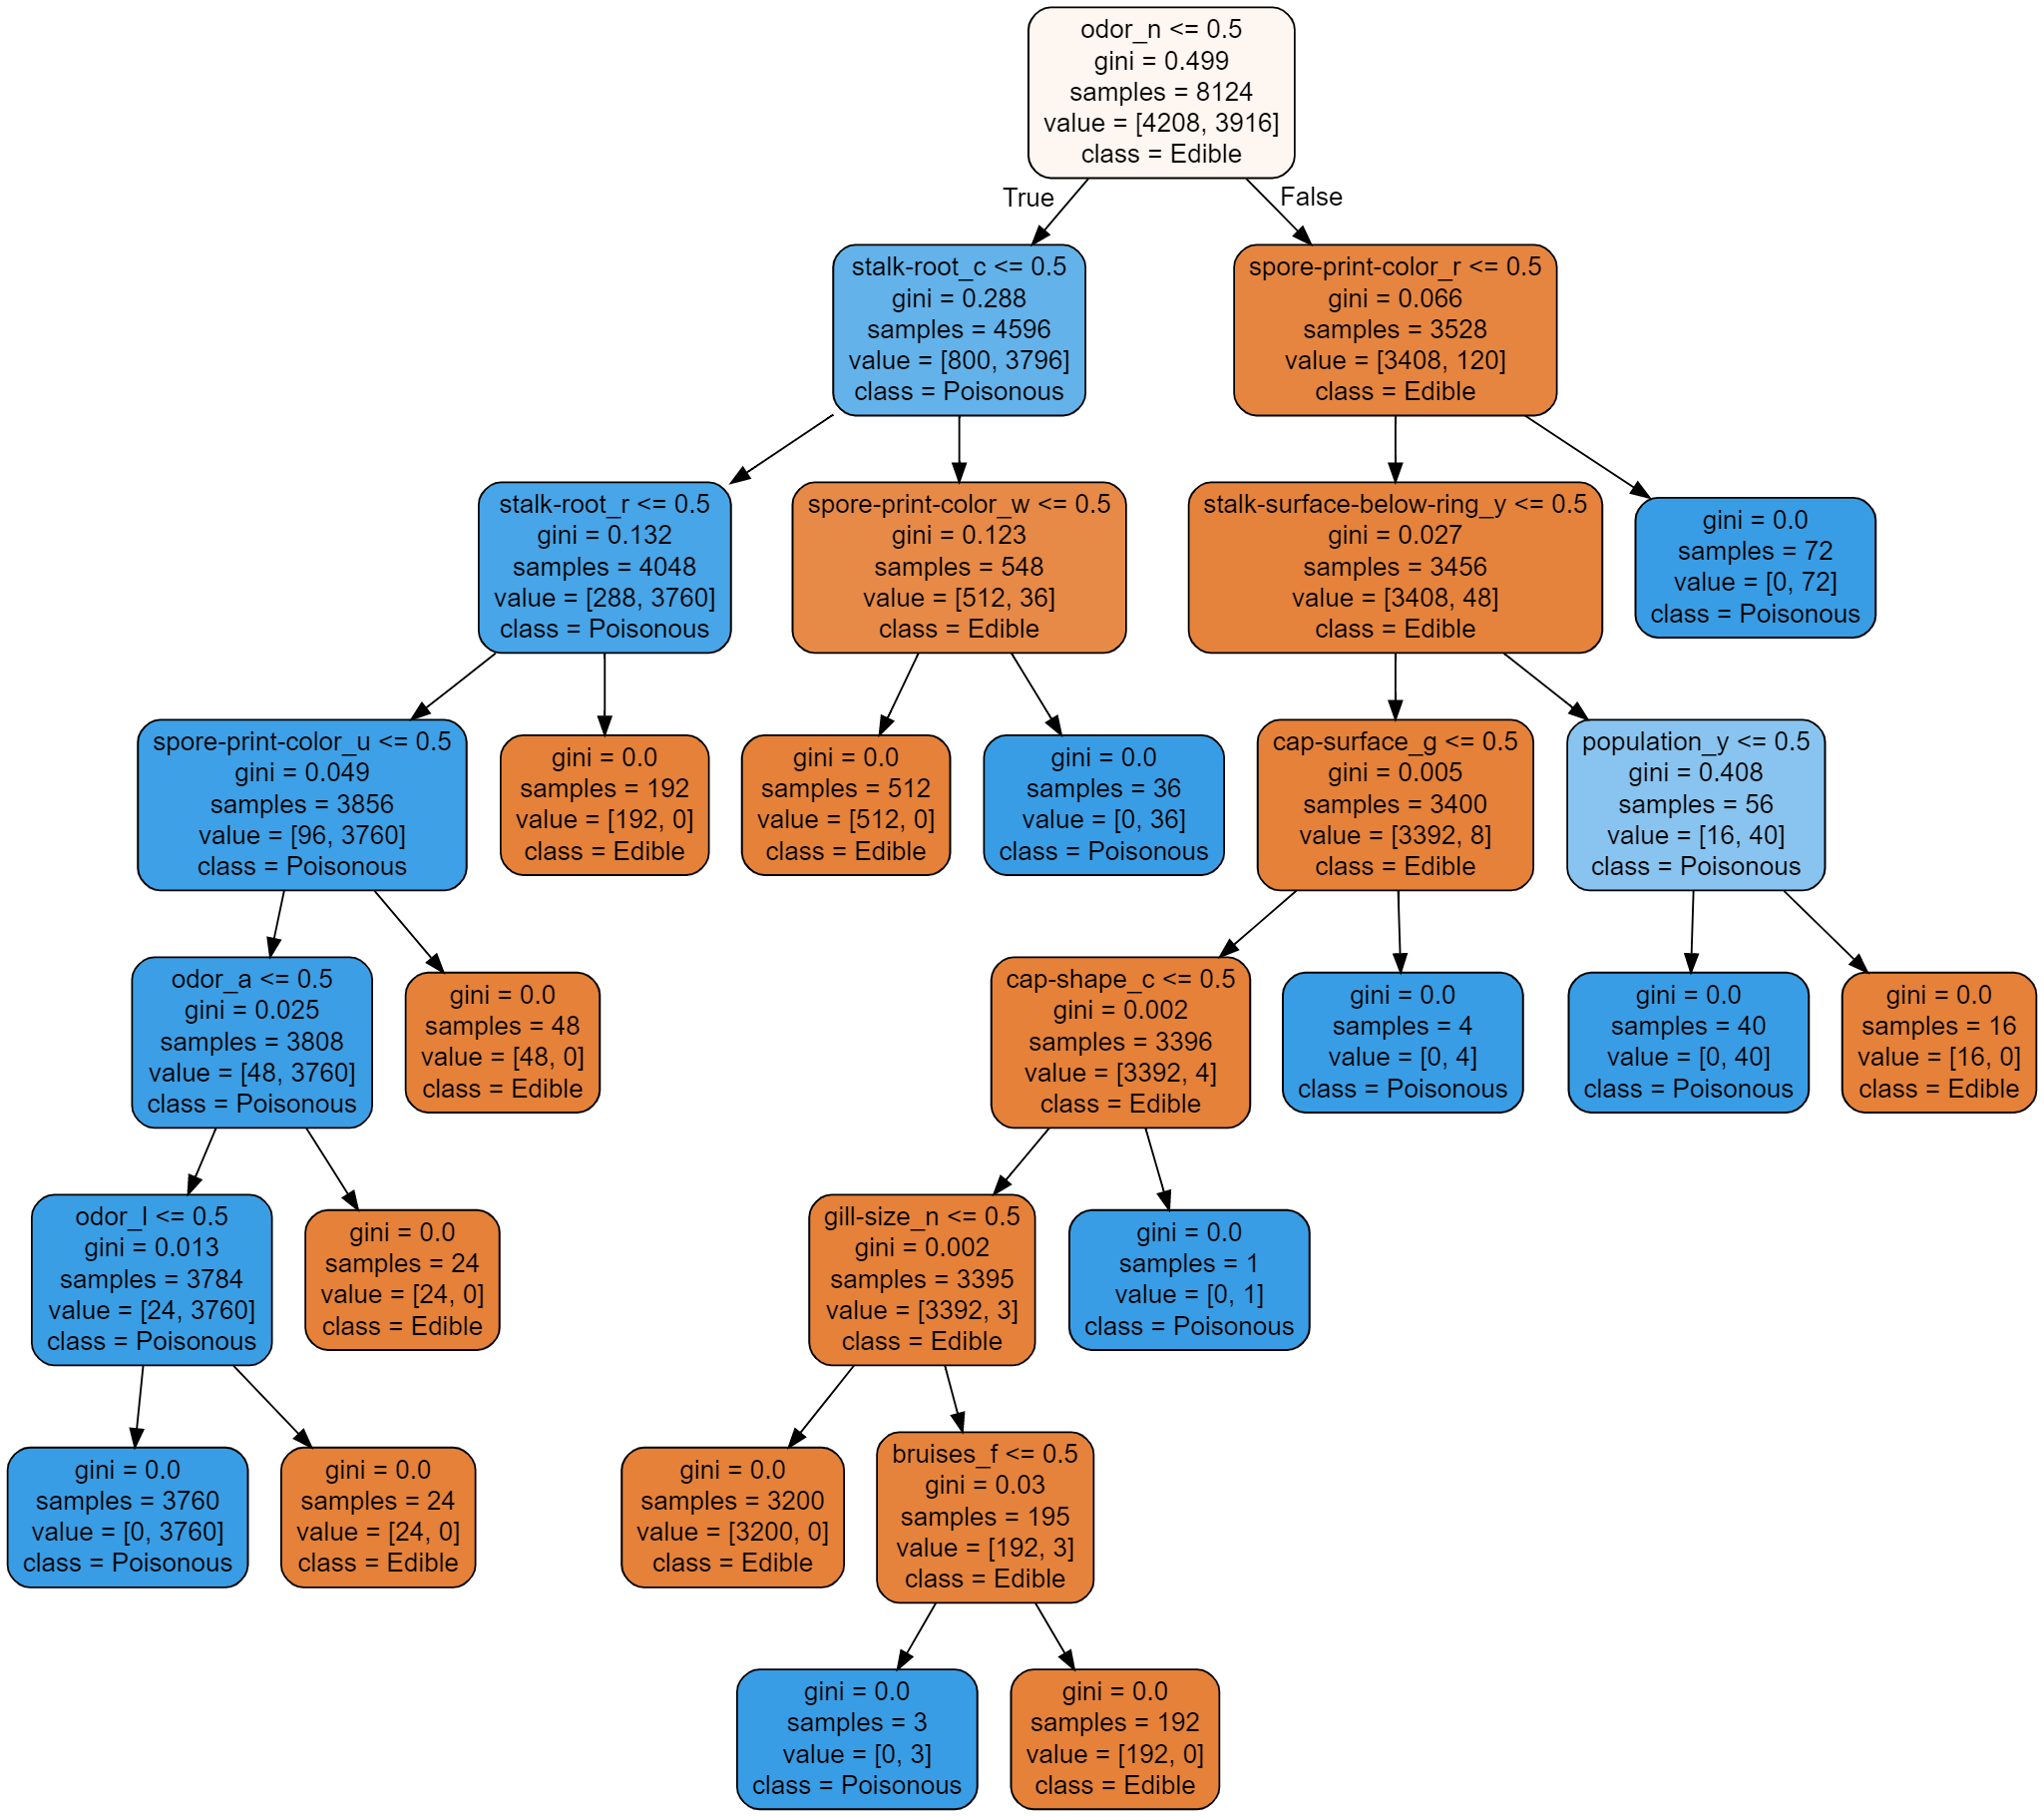 odor_n <= 0.5
gini = 0.499
samples = 8124
value = [4208, 3916]
class = Edible
True
False
stalk-root_c <= 0.5
gini = 0.288
samples = 4596
value = [800, 3796]
class = Poisonous
spore-print-color_r <= 0.5
gini = 0.066
samples = 3528
value = [3408, 120]
class = Edible
stalk-root_r <= 0.5
gini = 0.132
samples = 4048
value = [288, 3760]
class = Poisonous
spore-print-color_w <= 0.5
gini = 0.123
samples = 548
value = [512, 36]
class = Edible
stalk-surface-below-ring_y <= 0.5
gini = 0.027
samples = 3456
value = [3408, 48]
class = Edible
gini = 0.0
samples = 72
value = [0, 72]
class = Poisonous
spore-print-color_u <= 0.5
gini = 0.049
samples = 3856
value = [96, 3760]
class = Poisonous
gini = 0.0
samples = 192
value = [192, 0]
class = Edible
gini = 0.0
samples = 512
value = [512, 0]
class = Edible
gini = 0.0
samples = 36
value = [0, 36]
class = Poisonous
cap-surface_g <= 0.5
gini = 0.005
samples = 3400
value = [3392, 8]
class = Edible
population_y <= 0.5
gini = 0.408
samples = 56
value = [16, 40]
class = Poisonous
odor_a <= 0.5
gini = 0.025
samples = 3808
value = [48, 3760]
class = Poisonous
gini = 0.0
samples = 48
value = [48, 0]
class = Edible
cap-shape_c <= 0.5
gini = 0.002
samples = 3396
value = [3392, 4]
class = Edible
gini = 0.0
samples = 4
value = [0, 4]
class = Poisonous
gini = 0.0
samples = 40
value = [0, 40]
class = Poisonous
gini = 0.0
samples = 16
value = [16, 0]
class = Edible
odor_l <= 0.5
gini = 0.013
samples = 3784
value = [24, 3760]
class = Poisonous
gini = 0.0
samples = 24
value = [24, 0]
class = Edible
gill-size_n <= 0.5
gini = 0.002
samples = 3395
value = [3392, 3]
class = Edible
gini = 0.0
samples = 1
value = [0, 1]
class = Poisonous
gini = 0.0
samples = 3760
value = [0, 3760]
class = Poisonous
gini = 0.0
samples = 24
value = [24, 0]
class = Edible
gini = 0.0
samples = 3200
value = [3200, 0]
class = Edible
bruises_f <= 0.5
gini = 0.03
samples = 195
value = [192, 3]
class = Edible
gini = 0.0
samples = 3
value = [0, 3]
class = Poisonous
gini = 0.0
samples = 192
value = [192, 0]
class = Edible